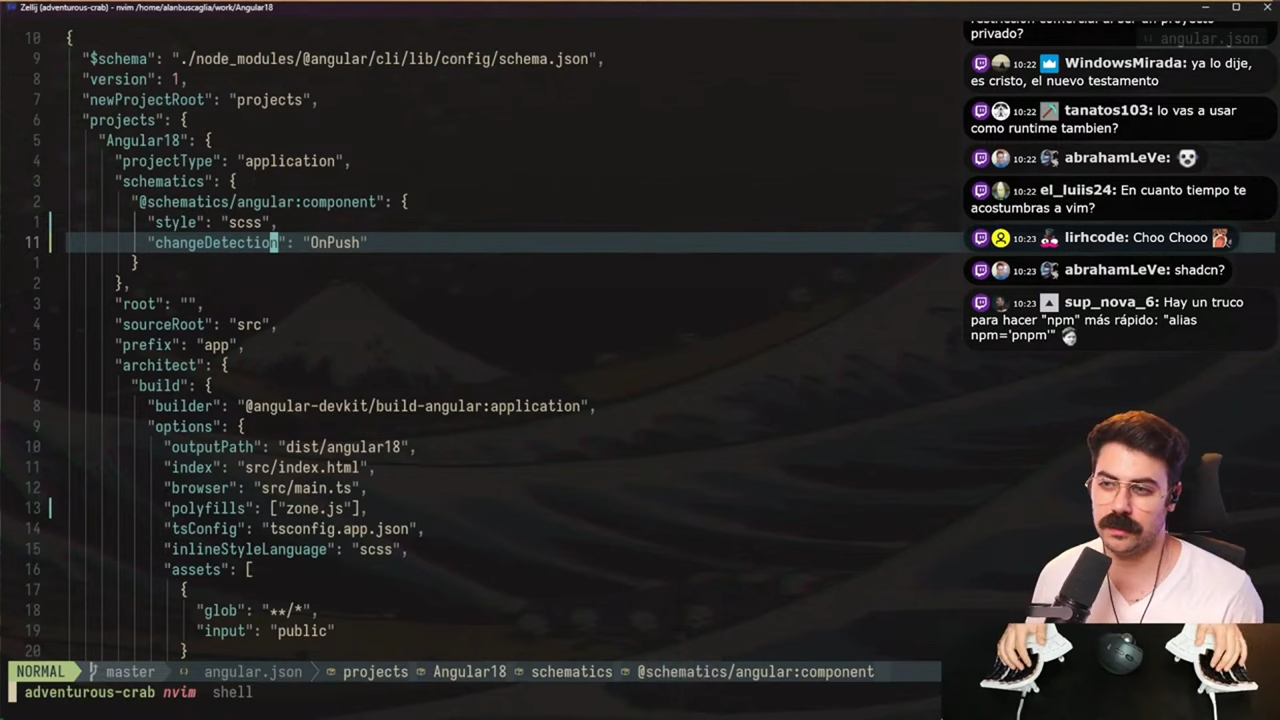 Zellij (adventurous-crab) - nvim /home/alanbuscaglia/work/Angular18
angular.json
10 {
9 "$schema": "./node_modules/@angular/cli/lib/config/schema.json",
8 "version": 1,
7 "newProjectRoot": "projects",
6 "projects": {
5 "Angular18": {
4 "projectType": "application",
3 "schematics": {
2 "@schematics/angular:component": {
1 "style": "scss",
11 "changeDetection": "OnPush"
1 }
2 },
3 "root": "",
4 "sourceRoot": "src",
5 "prefix": "app",
6 "architect": {
7 "build": {
8 "builder": "@angular-devkit/build-angular:application",
9 "options": {
10 "outputPath": "dist/angular18",
11 "index": "src/index.html",
12 "browser": "src/main.ts",
13 "polyfills": ["zone.js"],
14 "tsConfig": "tsconfig.app.json",
15 "inlineStyleLanguage": "scss",
16 "assets": [
17 {
18 "glob": "**/*",
19 "input": "public"
20 }
NORMAL master angular.json projects Angular18 schematics @schematics/angular:component
adventurous-crab nvim shell
restricción comercial al ser un proyecto
privado?
10:22 WindowsMirada: ya lo dije,
es cristo, el nuevo testamento
10:22 tanatos103: lo vas a usar
como runtime tambien?
10:22 abrahamLeVe:
10:22 el_luiis24: En cuanto tiempo te
acostumbras a vim?
10:23 lirhcode: Choo Chooo
10:23 abrahamLeVe: shadcn?
10:23 sup_nova_6: Hay un truco
para hacer "npm" más rápido: "alias
npm='pnpm'"